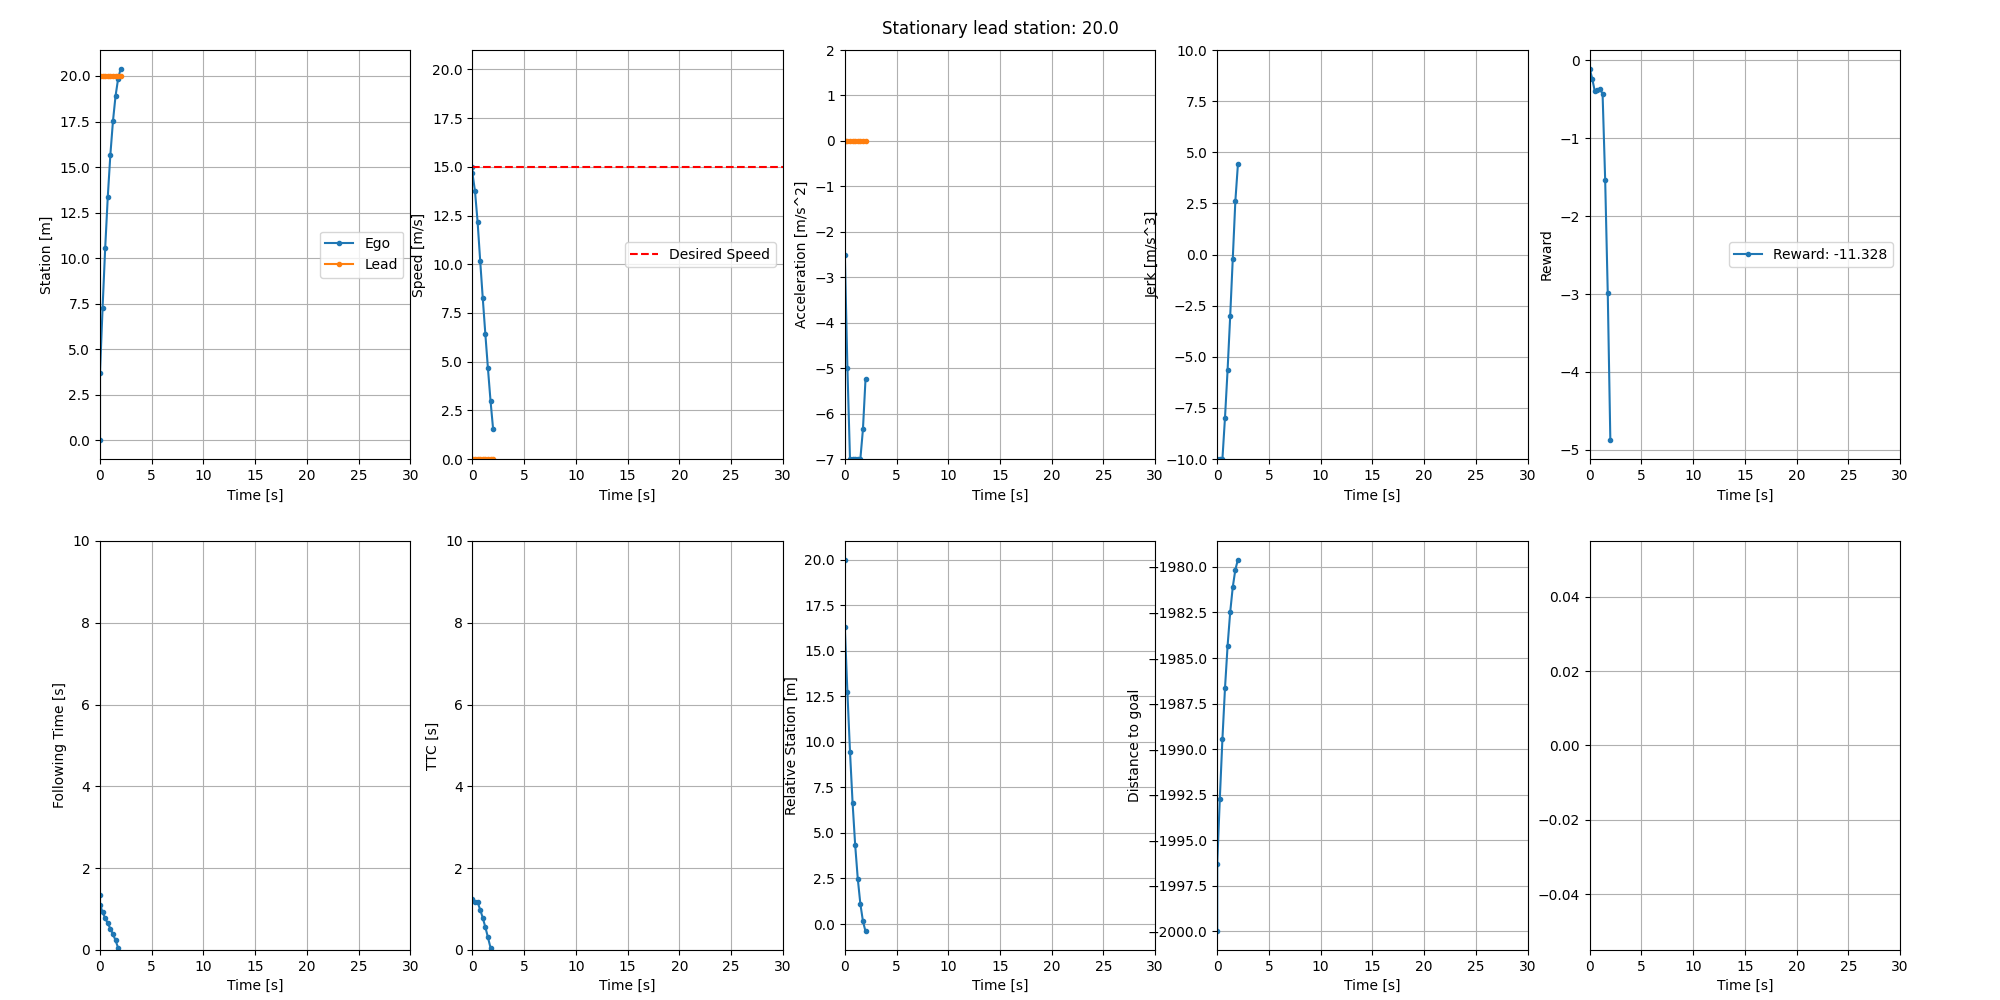 Stationary lead station: 20.0
Station [m]
20.0
17.5
15.0
12.5
10.0
7.5
5.0
2.5
0.0
Ego
Lead
0 5 10 15 20 25 30
Time [s]
Speed [m/s]
20.0
17.5
15.0
12.5
10.0
7.5
5.0
2.5
0.0
Desired Speed
0 5 10 15 20 25 30
Time [s]
Acceleration [m/s^2]
2
1
0
−1
−2
−3
−4
−5
−6
−7
0 5 10 15 20 25 30
Time [s]
Jerk [m/s^3]
10.0
7.5
5.0
2.5
0.0
−2.5
−5.0
−7.5
−10.0
0 5 10 15 20 25 30
Time [s]
Reward
0
−1
−2
−3
−4
−5
Reward: -11.328
0 5 10 15 20 25 30
Time [s]
Following Time [s]
10
8
6
4
2
0
0 5 10 15 20 25 30
Time [s]
TTC [s]
10
8
6
4
2
0
0 5 10 15 20 25 30
Time [s]
Relative Station [m]
20.0
17.5
15.0
12.5
10.0
7.5
5.0
2.5
0.0
0 5 10 15 20 25 30
Time [s]
Distance to goal
−1980.0
−1982.5
−1985.0
−1987.5
−1990.0
−1992.5
−1995.0
−1997.5
−2000.0
0 5 10 15 20 25 30
Time [s]
0.04
0.02
0.00
−0.02
−0.04
0 5 10 15 20 25 30
Time [s]